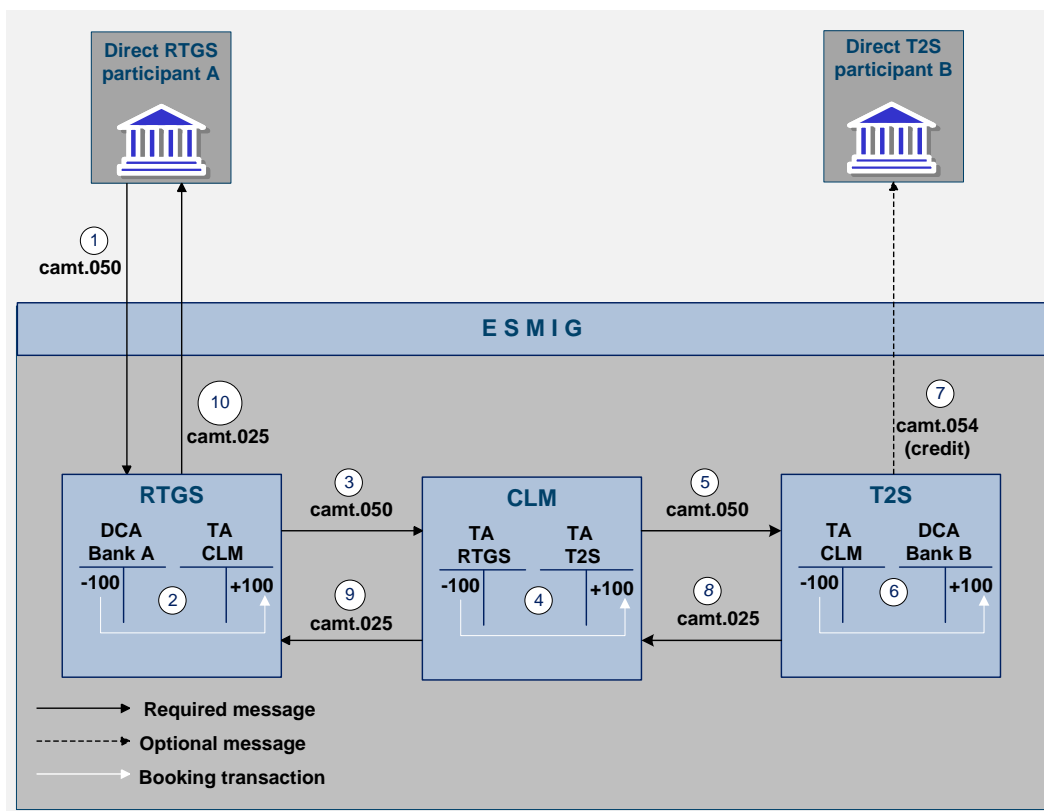 Direct RTGS
participant A
Direct T2S
participant B
1
camt.050
E S M I G
10
camt.025
7
camt.054
(credit)
RTGS
DCA
Bank A
TA
CLM
-100
+100
2
3
camt.050
9
camt.025
CLM
TA
RTGS
TA
T2S
-100
+100
4
5
camt.050
8
camt.025
T2S
TA
CLM
DCA
Bank B
-100
+100
6
Required message
Optional message
Booking transaction